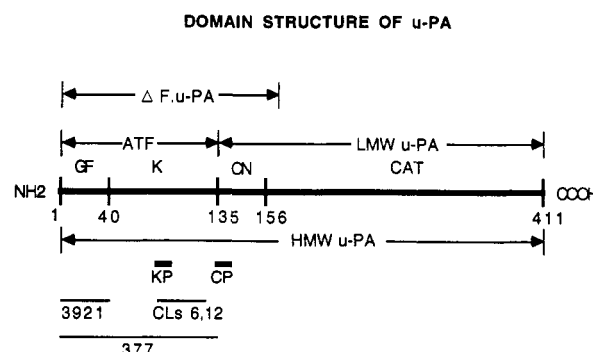 DOMAIN STRUCTURE OF u-PA
Δ F.u-PA
ATF LMW u-PA
GF K CN CAT
NH2 COOH
1 40 135 156 411
HMW u-PA
KP CP
3921 CLs 6,12
377